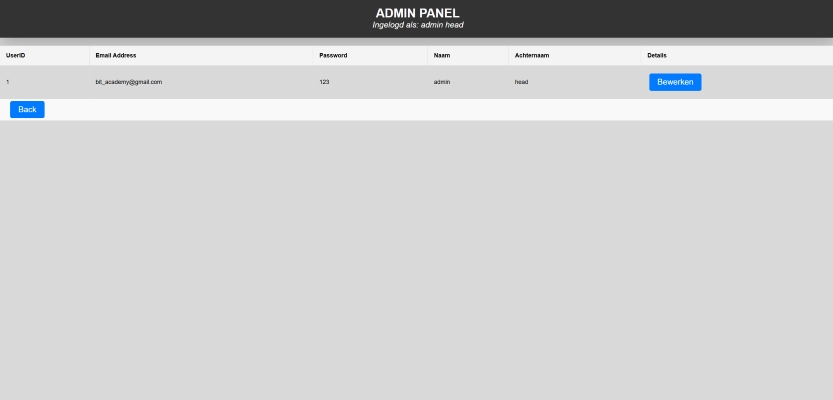 ADMIN PANEL
Ingelogd als: admin head
UserID Email Address Password Naam Achternaam Details
1 bit_academy@gmail.com 123 admin head Bewerken
Back